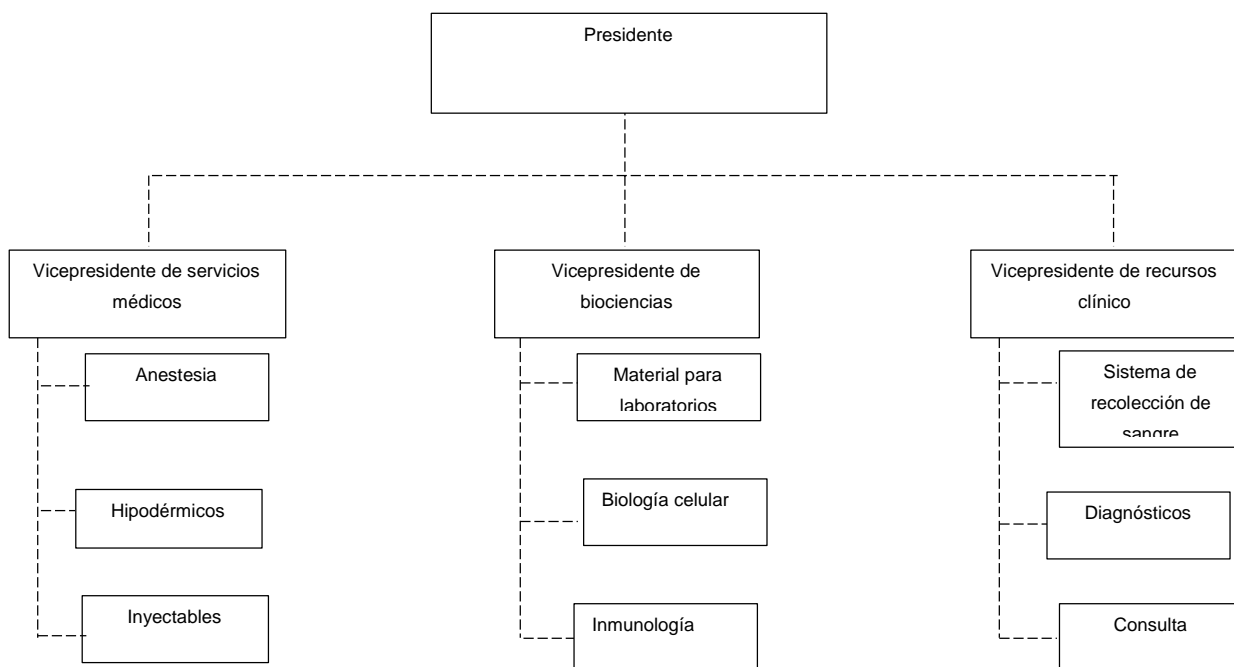 Presidente
Vicepresidente de servicios
médicos
Vicepresidente de
biociencias
Vicepresidente de recursos
clínico
Anestesia
Material para
laboratorios
Sistema de
recolección de
sangre
Hipodérmicos
Biología celular
Diagnósticos
Inyectables
Inmunología
Consulta